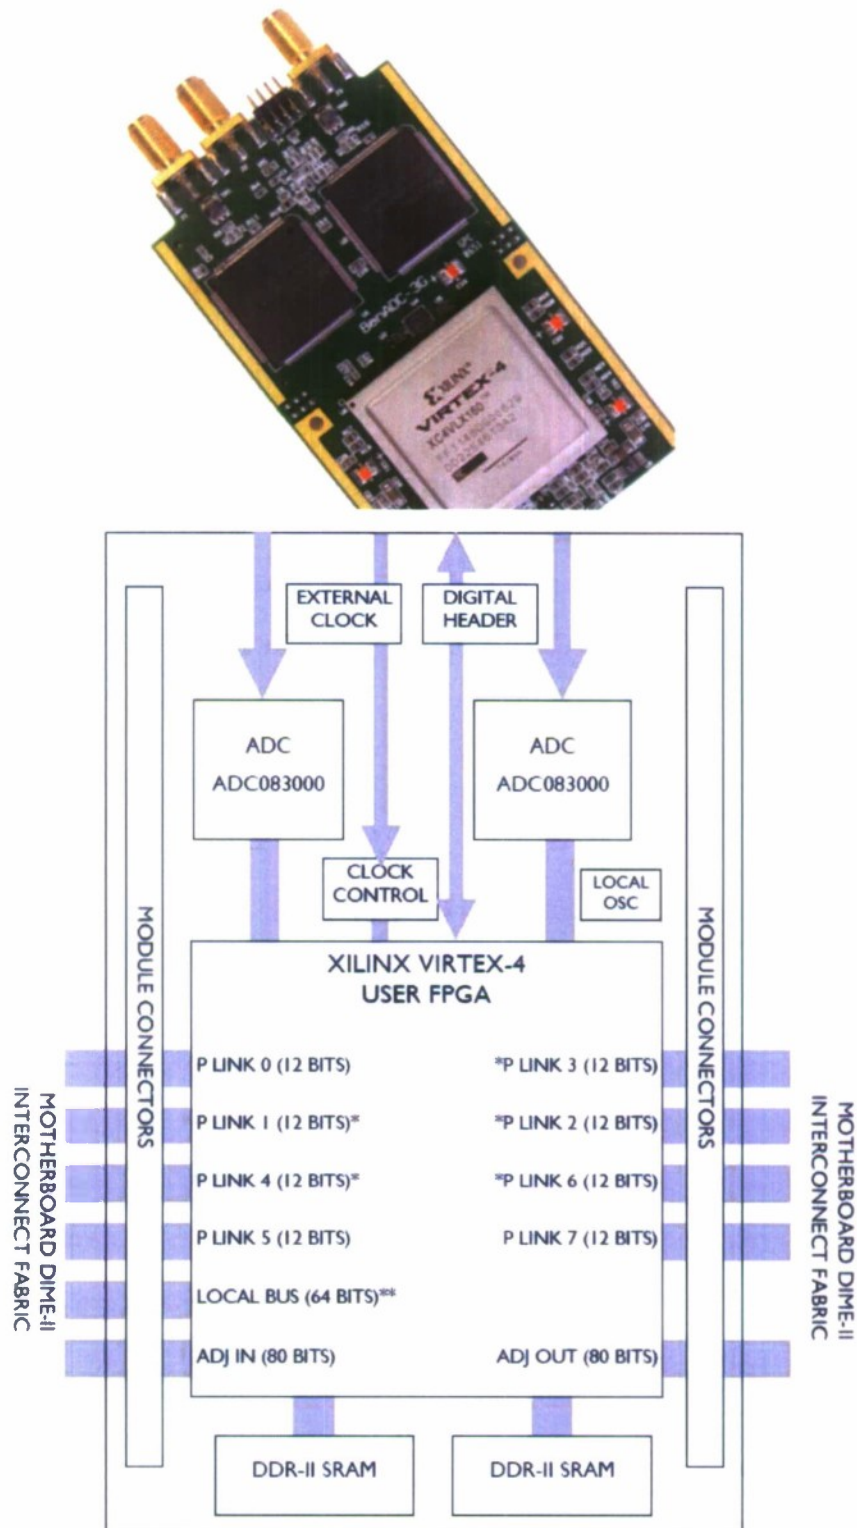 BenADC-3G
XILINX®
VIRTEX-4
XC4VLX160™
EXTERNAL
CLOCK
DIGITAL
HEADER
ADC
ADC083000
ADC
ADC083000
CLOCK
CONTROL
LOCAL
OSC
MODULE CONNECTORS
MODULE CONNECTORS
XILINX VIRTEX-4
USER FPGA
P LINK 0 (12 BITS)
*P LINK 3 (12 BITS)
P LINK 1 (12 BITS)*
*P LINK 2 (12 BITS)
P LINK 4 (12 BITS)*
*P LINK 6 (12 BITS)
P LINK 5 (12 BITS)
P LINK 7 (12 BITS)
LOCAL BUS (64 BITS)**
ADJ IN (80 BITS)
ADJ OUT (80 BITS)
MOTHERBOARD DIME-II
INTERCONNECT FABRIC
MOTHERBOARD DIME-II
INTERCONNECT FABRIC
DDR-II SRAM
DDR-II SRAM